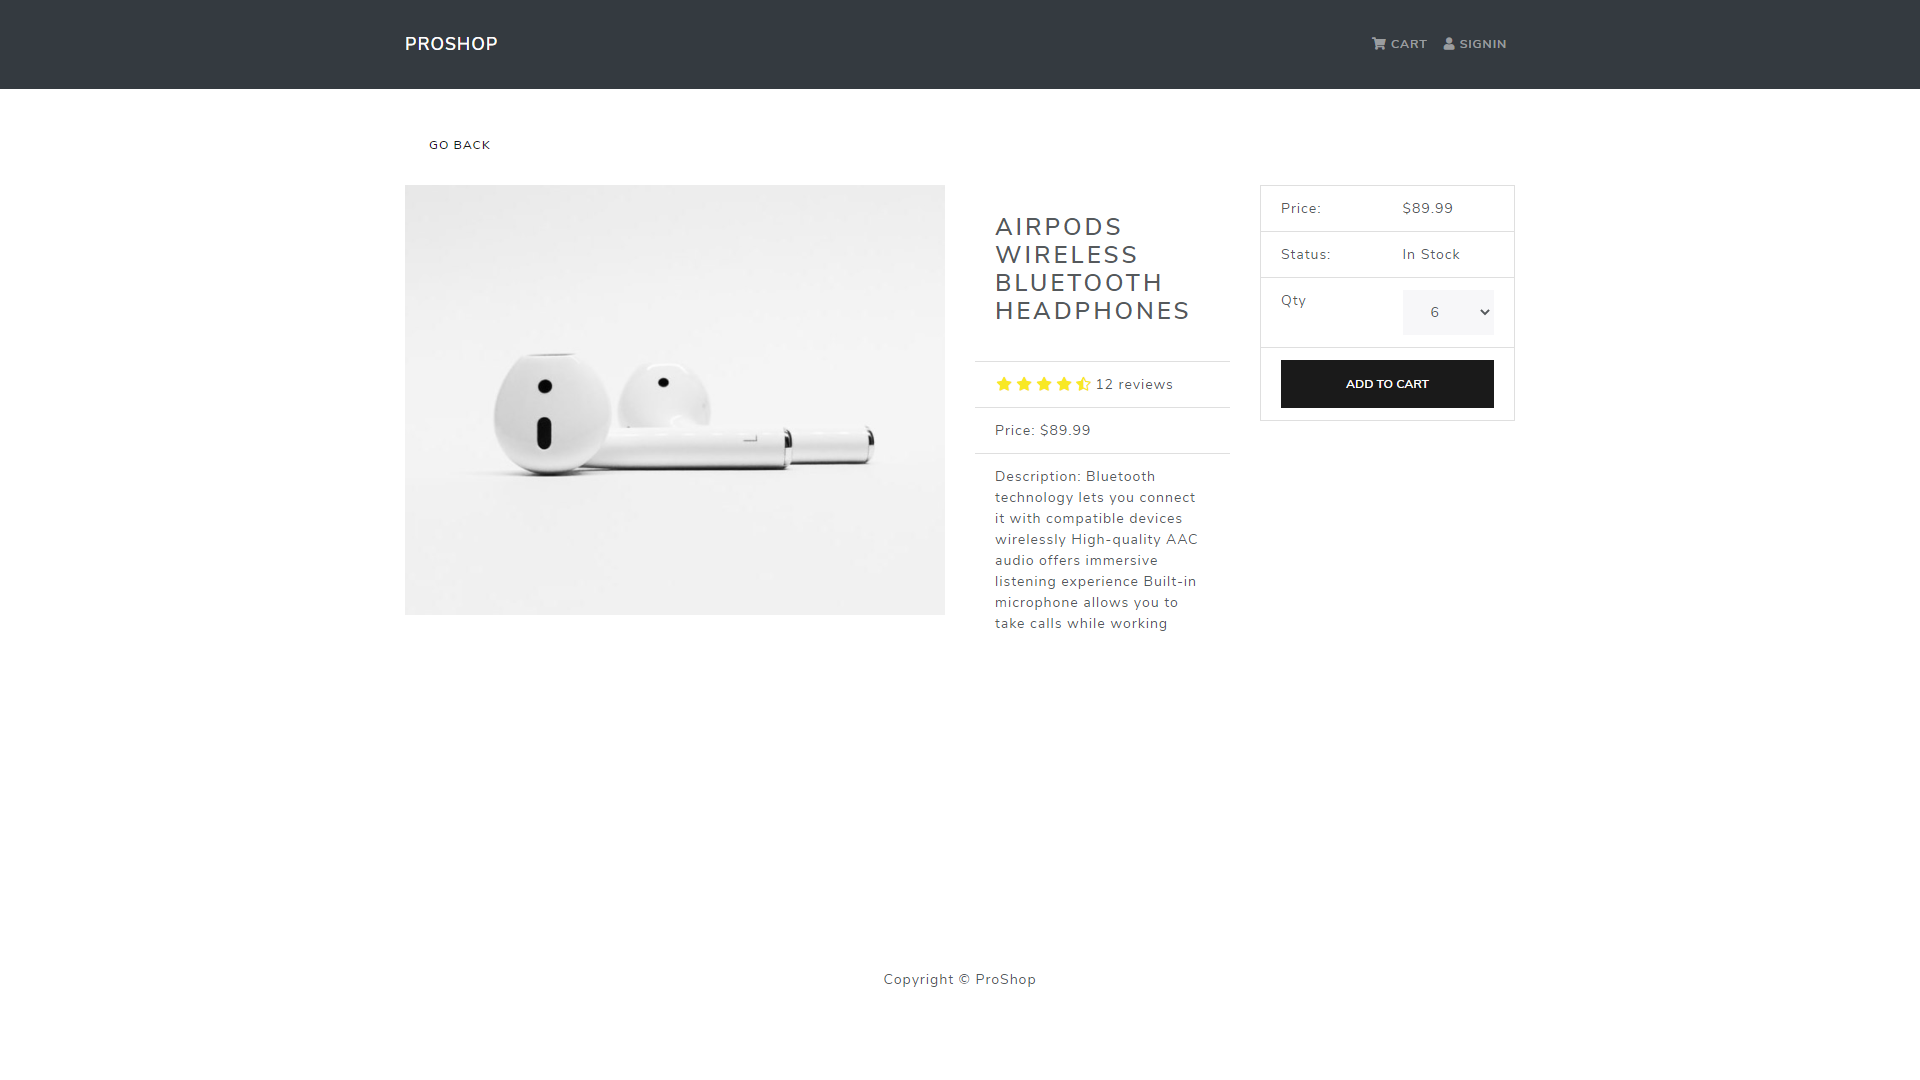 PROSHOP
CART
SIGNIN
GO BACK
AIRPODS
WIRELESS
BLUETOOTH
HEADPHONES
12 reviews
Price: $89.99
Description: Bluetooth
technology lets you connect
it with compatible devices
wirelessly High-quality AAC
audio offers immersive
listening experience Built-in
microphone allows you to
take calls while working
Price: $89.99
Status: In Stock
Qty 6
ADD TO CART
Copyright © ProShop